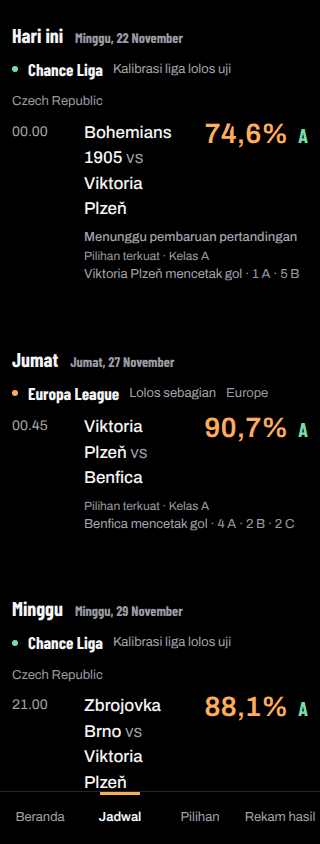 Hari ini Minggu, 22 November
Chance Liga Kalibrasi liga lolos uji
Czech Republic
00.00 Bohemians 74,6% A
1905 vs
Viktoria
Plzeň
Menunggu pembaruan pertandingan
Pilihan terkuat · Kelas A
Viktoria Plzeň mencetak gol · 1 A · 5 B
Jumat Jumat, 27 November
Europa League Lolos sebagian Europe
00.45 Viktoria 90,7% A
Plzeň vs
Benfica
Pilihan terkuat · Kelas A
Benfica mencetak gol · 4 A · 2 B · 2 C
Minggu Minggu, 29 November
Chance Liga Kalibrasi liga lolos uji
Czech Republic
21.00 Zbrojovka 88,1% A
Brno vs
Viktoria
Plzeň
Beranda Jadwal Pilihan Rekam hasil